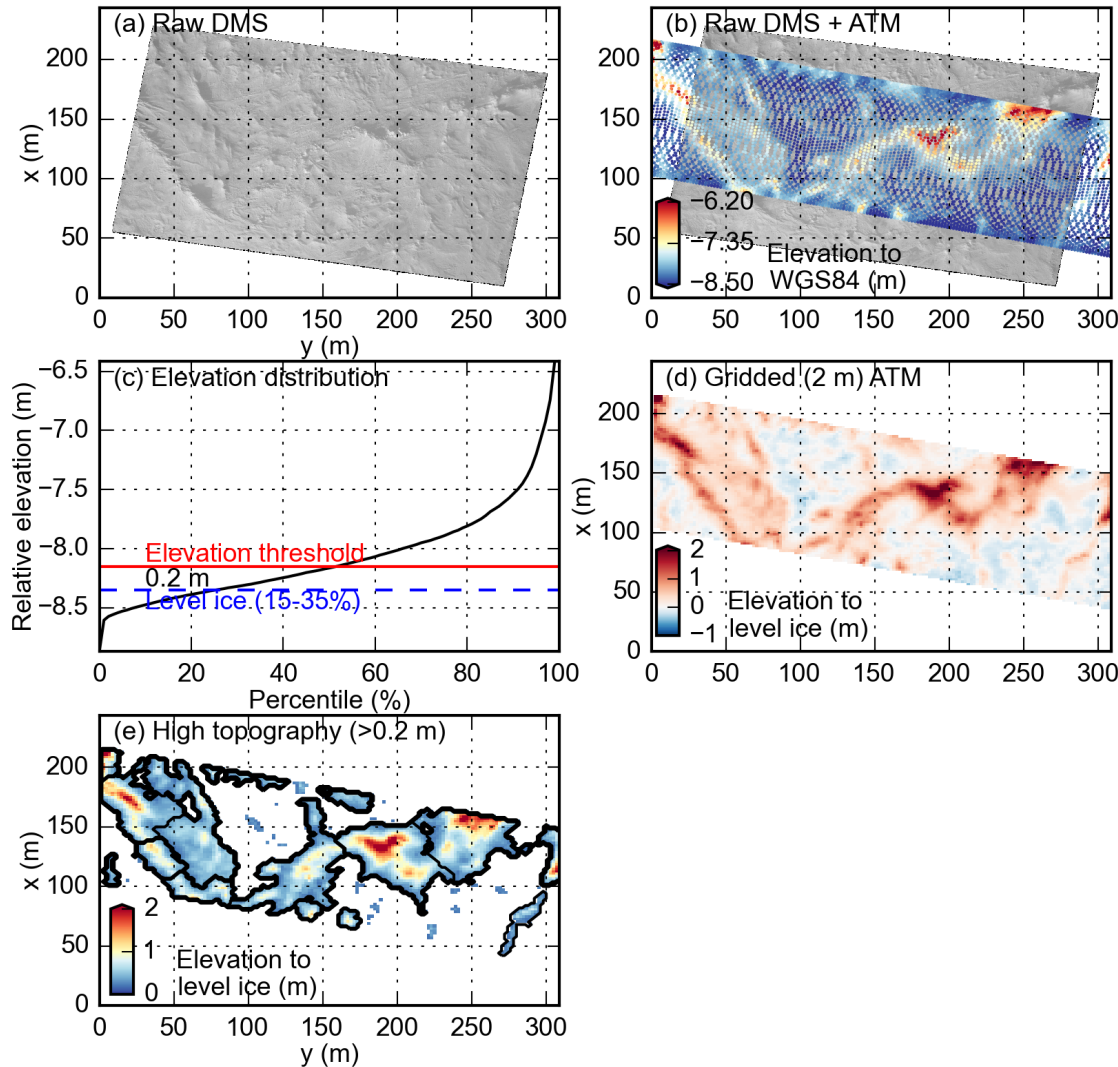 (a) Raw DMS
200
150
100
50
0
x (m)
0 50 100 150 200 250 300
y (m)
(b) Raw DMS + ATM
200
150
100
50
0
−6.20
−7.35
−8.50
Elevation to
WGS84 (m)
0 50 100 150 200 250 300
(c) Elevation distribution
−6.5
−7.0
−7.5
−8.0
−8.5
Relative elevation (m)
Elevation threshold
0.2 m
Level ice (15-35%)
0 20 40 60 80 100
Percentile (%)
(d) Gridded (2 m) ATM
200
150
100
50
0
x (m)
2
1
0
−1
Elevation to
level ice (m)
0 50 100 150 200 250 300
(e) High topography (>0.2 m)
200
150
100
50
0
x (m)
2
1
0
Elevation to
level ice (m)
0 50 100 150 200 250 300
y (m)